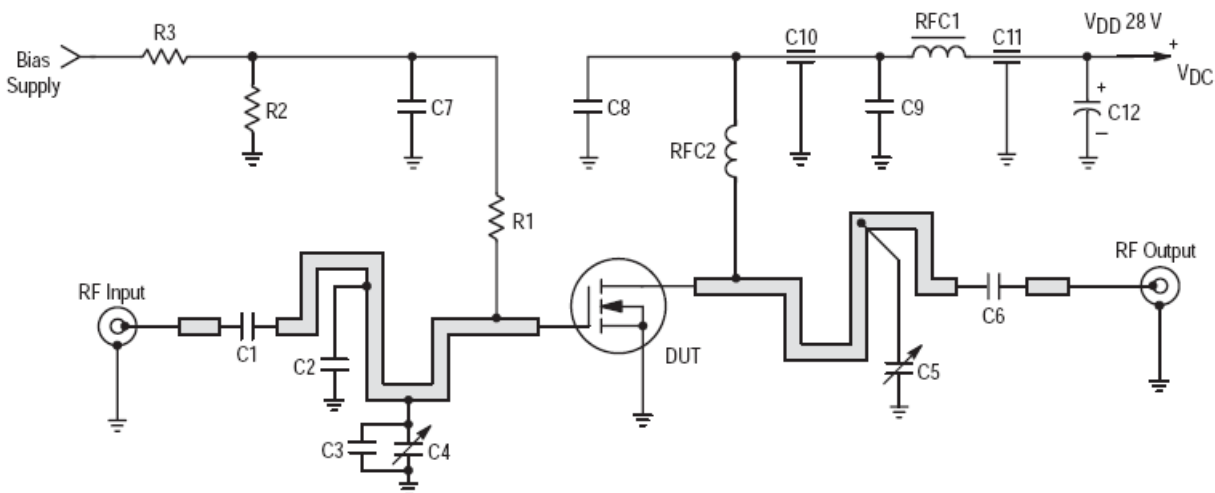 Bias
Supply
R3
R2
C7
R1
C8
RFC2
C10
C9
RFC1
C11
VDD 28 V
+
VDC
+
–
C12
RF Input
C1
C2
C3
C4
DUT
C5
C6
RF Output